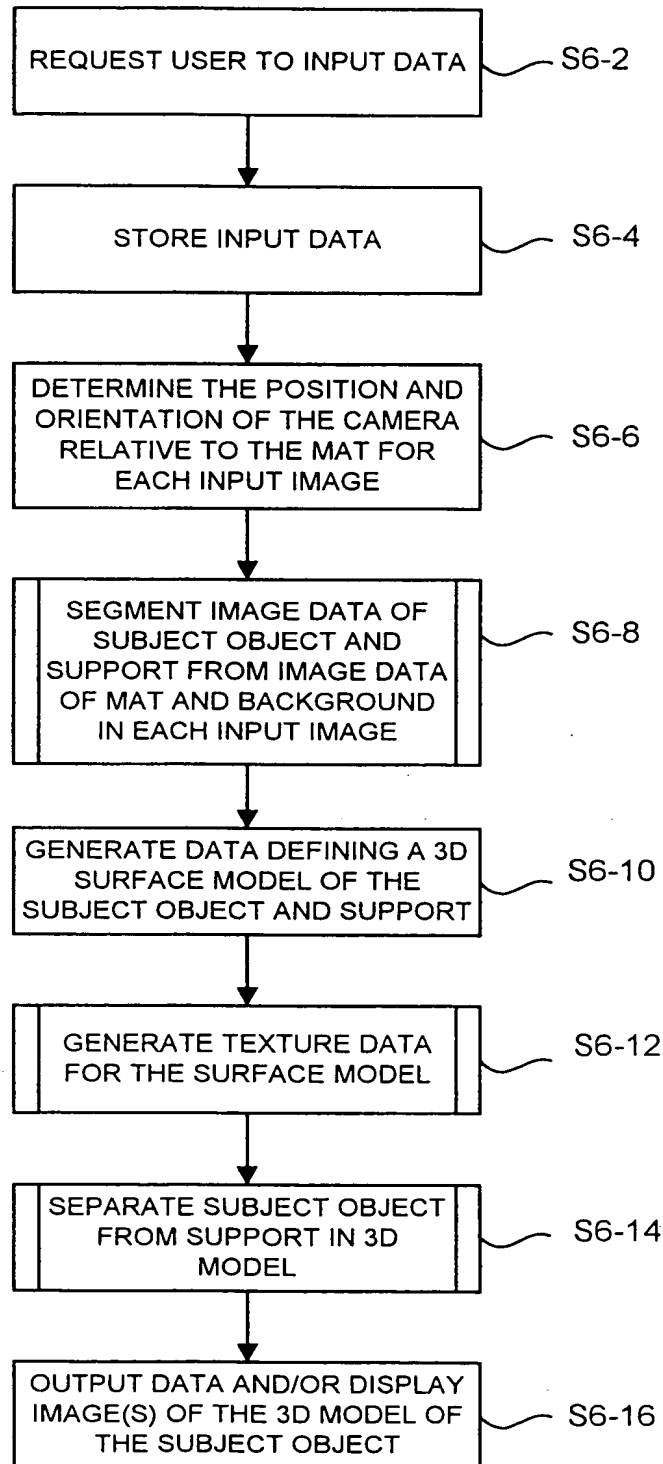 REQUEST USER TO INPUT DATA
S6-2
STORE INPUT DATA
S6-4
DETERMINE THE POSITION AND
ORIENTATION OF THE CAMERA
RELATIVE TO THE MAT FOR
EACH INPUT IMAGE
S6-6
SEGMENT IMAGE DATA OF
SUBJECT OBJECT AND
SUPPORT FROM IMAGE DATA
OF MAT AND BACKGROUND
IN EACH INPUT IMAGE
S6-8
GENERATE DATA DEFINING A 3D
SURFACE MODEL OF THE
SUBJECT OBJECT AND SUPPORT
S6-10
GENERATE TEXTURE DATA
FOR THE SURFACE MODEL
S6-12
SEPARATE SUBJECT OBJECT
FROM SUPPORT IN 3D
MODEL
S6-14
OUTPUT DATA AND/OR DISPLAY
IMAGE(S) OF THE 3D MODEL OF
THE SUBJECT OBJECT
S6-16